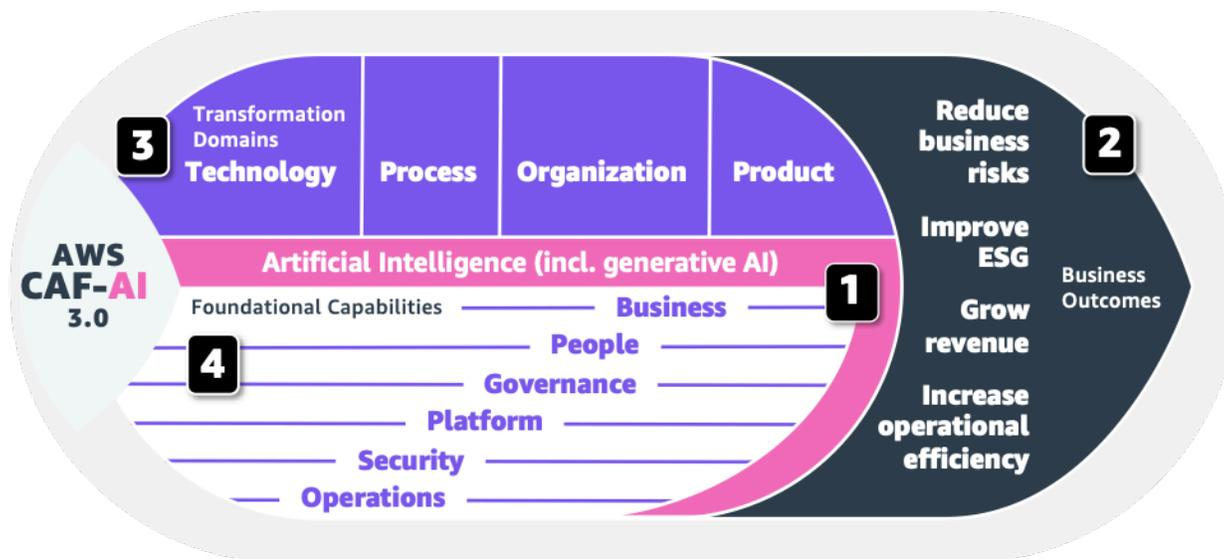 AWS
CAF-AI
3.0
3
Transformation
Domains
Technology
Process
Organization
Product
Artificial Intelligence (incl. generative AI)
1
Foundational Capabilities
Business
4
People
Governance
Platform
Security
Operations
Reduce
business
risks
Improve
ESG
Grow
revenue
Increase
operational
efficiency
2
Business
Outcomes